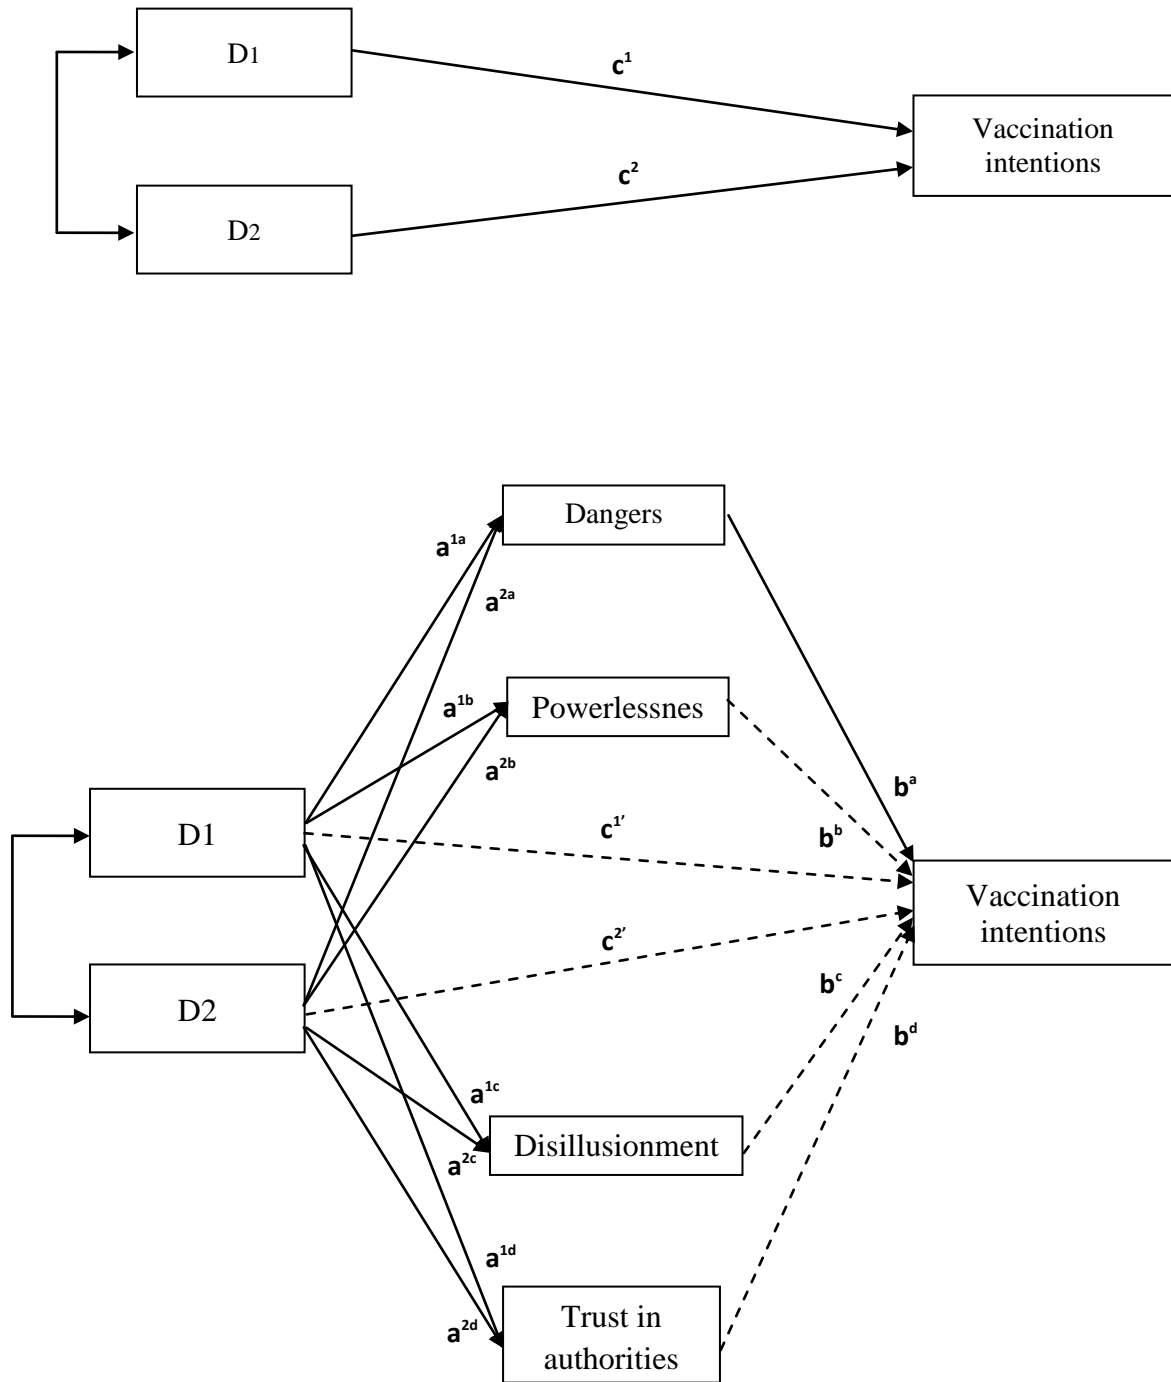 D1
c¹
Vaccination
intentions
c²
D2
Dangers
a¹ᵃ
a²ᵃ
Powerlessnes
a¹ᵇ
a²ᵇ
bᵃ
D1
c¹’
bᵇ
Vaccination
intentions
c²’
D2
bᶜ
bᵈ
a¹ᶜ
Disillusionment
a²ᶜ
a¹ᵈ
Trust in
authorities
a²ᵈ